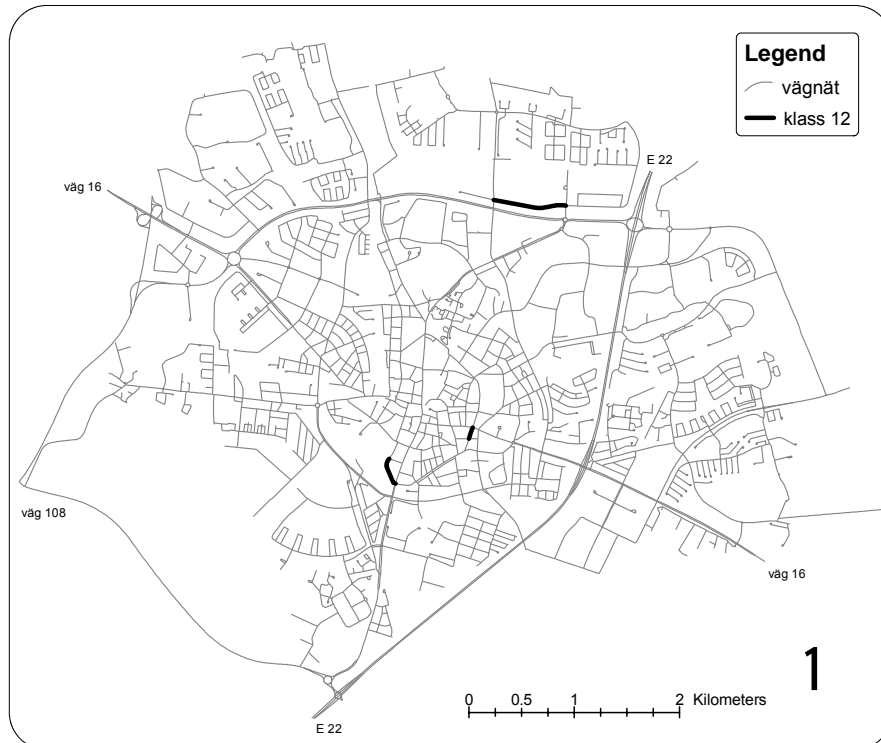 Legend
vägnät
klass 12
E 22
väg 16
väg 108
väg 16
1
0 0.5 1 2 Kilometers
E 22